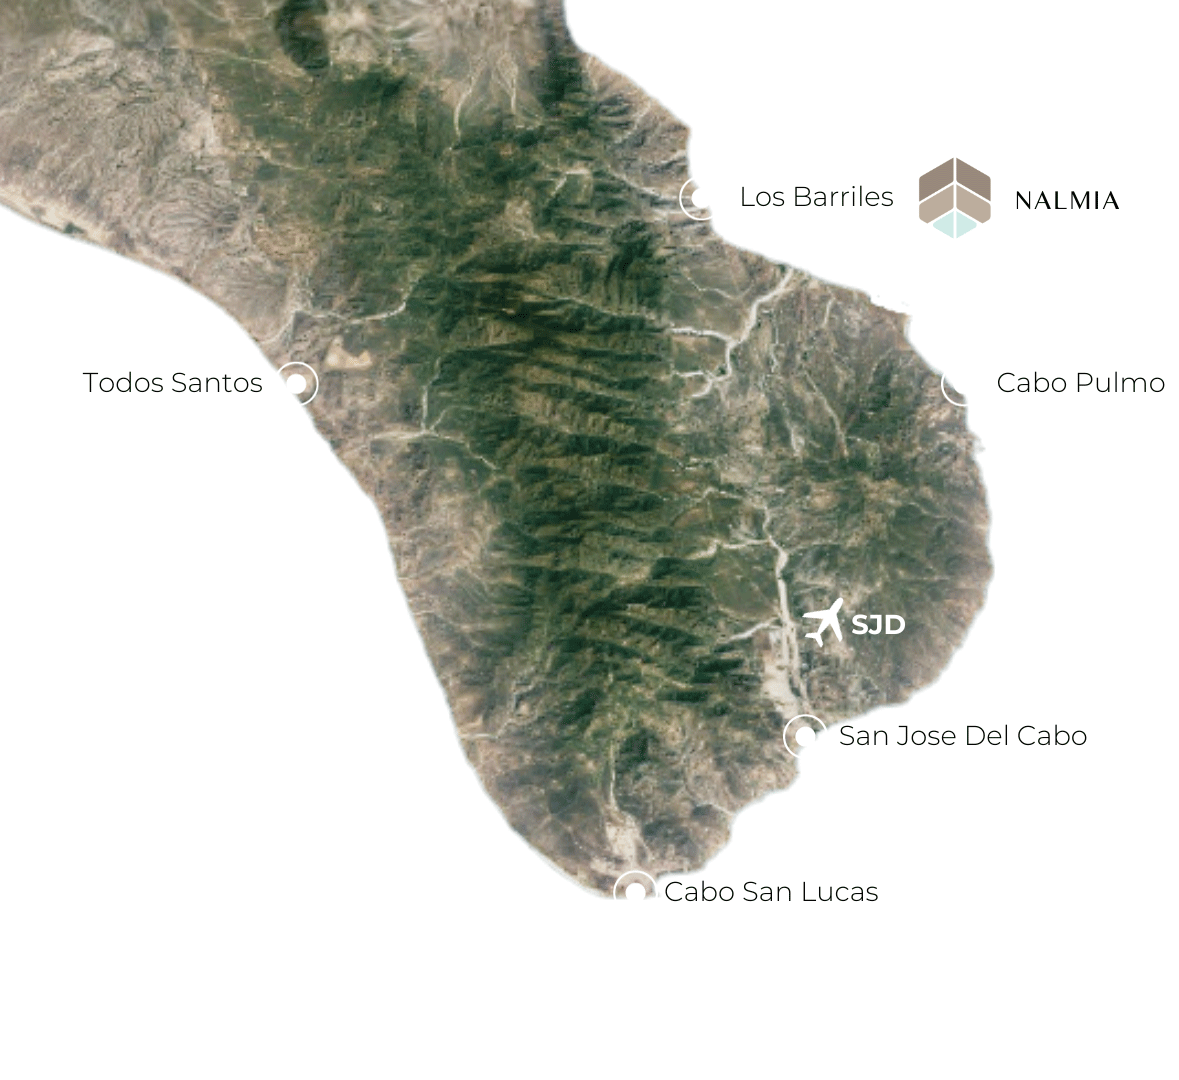 Los Barriles
NALMIA
Todos Santos
Cabo Pulmo
SJD
San Jose Del Cabo
Cabo San Lucas